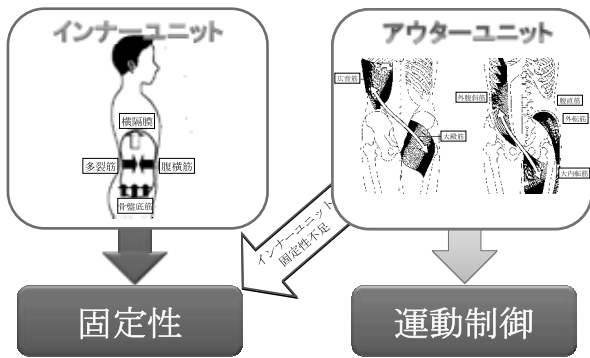 インナーユニット
横隔膜
多裂筋
腹横筋
骨盤底筋
アウターユニット
広背筋
大殿筋
外腹斜筋
腹直筋
外転筋
大内転筋
インナーユニット
固定性不足
固定性
運動制御